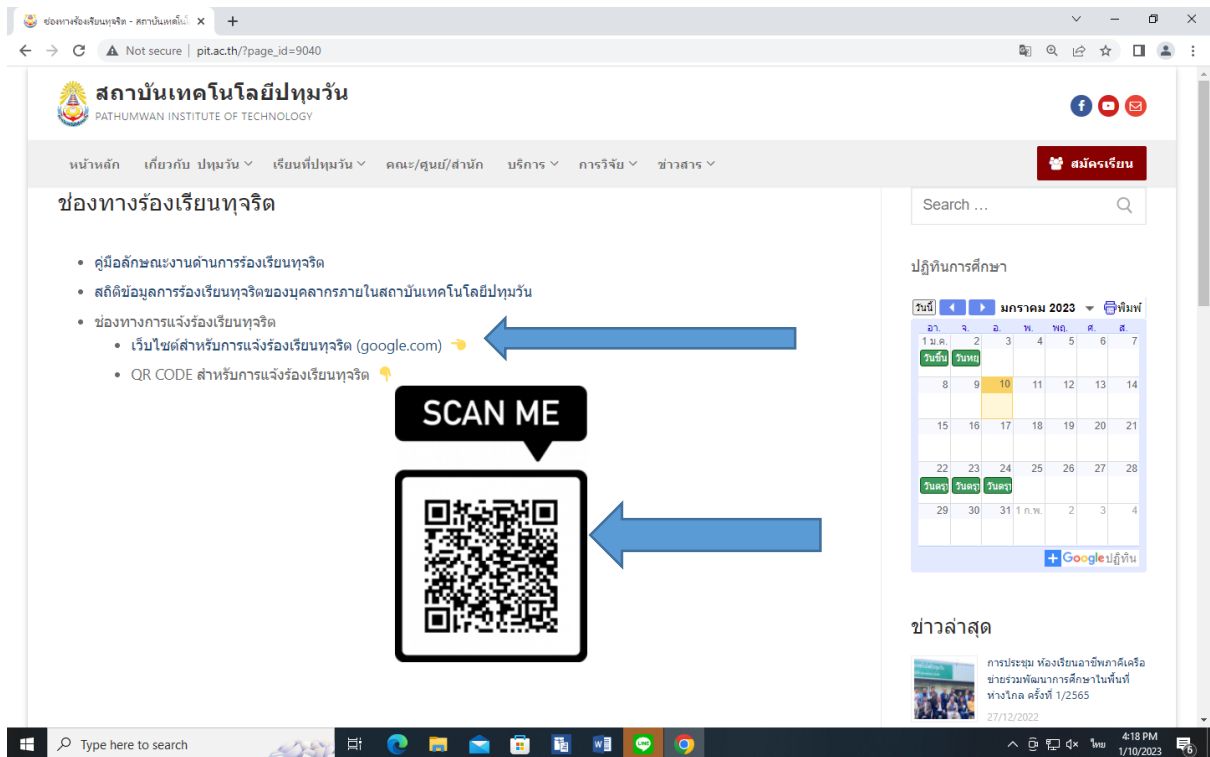 ช่องทางร้องเรียนทุจริต - สถาบันเทคโนโ
Not secure | pit.ac.th/?page_id=9040
สถาบันเทคโนโลยีปทุมวัน
PATHUMWAN INSTITUTE OF TECHNOLOGY
หน้าหลัก เกี่ยวกับ ปทุมวัน เรียนที่ปทุมวัน คณะ/ศูนย์/สำนัก บริการ การวิจัย ข่าวสาร สมัครเรียน
ช่องทางร้องเรียนทุจริต
คู่มือลักษณะงานด้านการร้องเรียนทุจริต
สถิติข้อมูลการร้องเรียนทุจริตของบุคลากรภายในสถาบันเทคโนโลยีปทุมวัน
ช่องทางการแจ้งร้องเรียนทุจริต
เว็บไซต์สำหรับการแจ้งร้องเรียนทุจริต (google.com)
QR CODE สำหรับการแจ้งร้องเรียนทุจริต
SCAN ME
Search ...
ปฏิทินการศึกษา
วันนี้ มกราคม 2023 พิมพ์
อา. จ. อ. พ. พฤ. ศ. ส.
1 ม.ค. 2 3 4 5 6 7
วันขึ้น วันหยุ
8 9 10 11 12 13 14
15 16 17 18 19 20 21
22 23 24 25 26 27 28
วันตรุ วันตรุ วันตรุ
29 30 31 1 ก.พ. 2 3 4
Google ปฏิทิน
ข่าวล่าสุด
การประชุม ห้องเรียนอาชีพภาคีเครือ
ข่ายร่วมพัฒนาการศึกษาในพื้นที่
ห่างไกล ครั้งที่ 1/2565
27/12/2022
Type here to search
ไทย 4:18 PM
1/10/2023
6